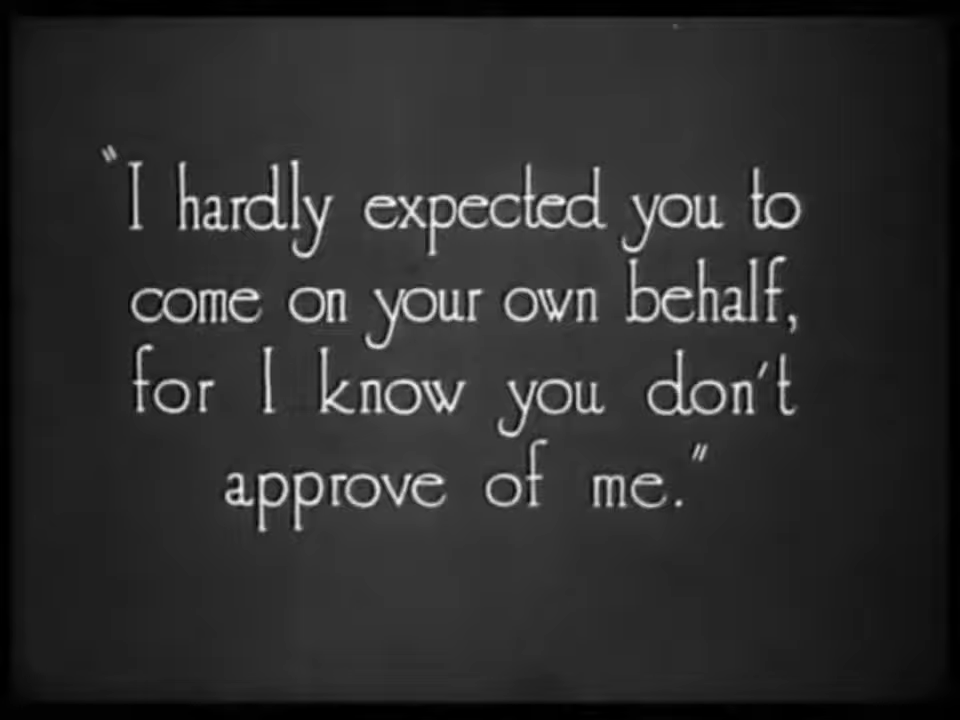 "I hardly expected you to
come on your own behalf,
for I know you don't
approve of me."